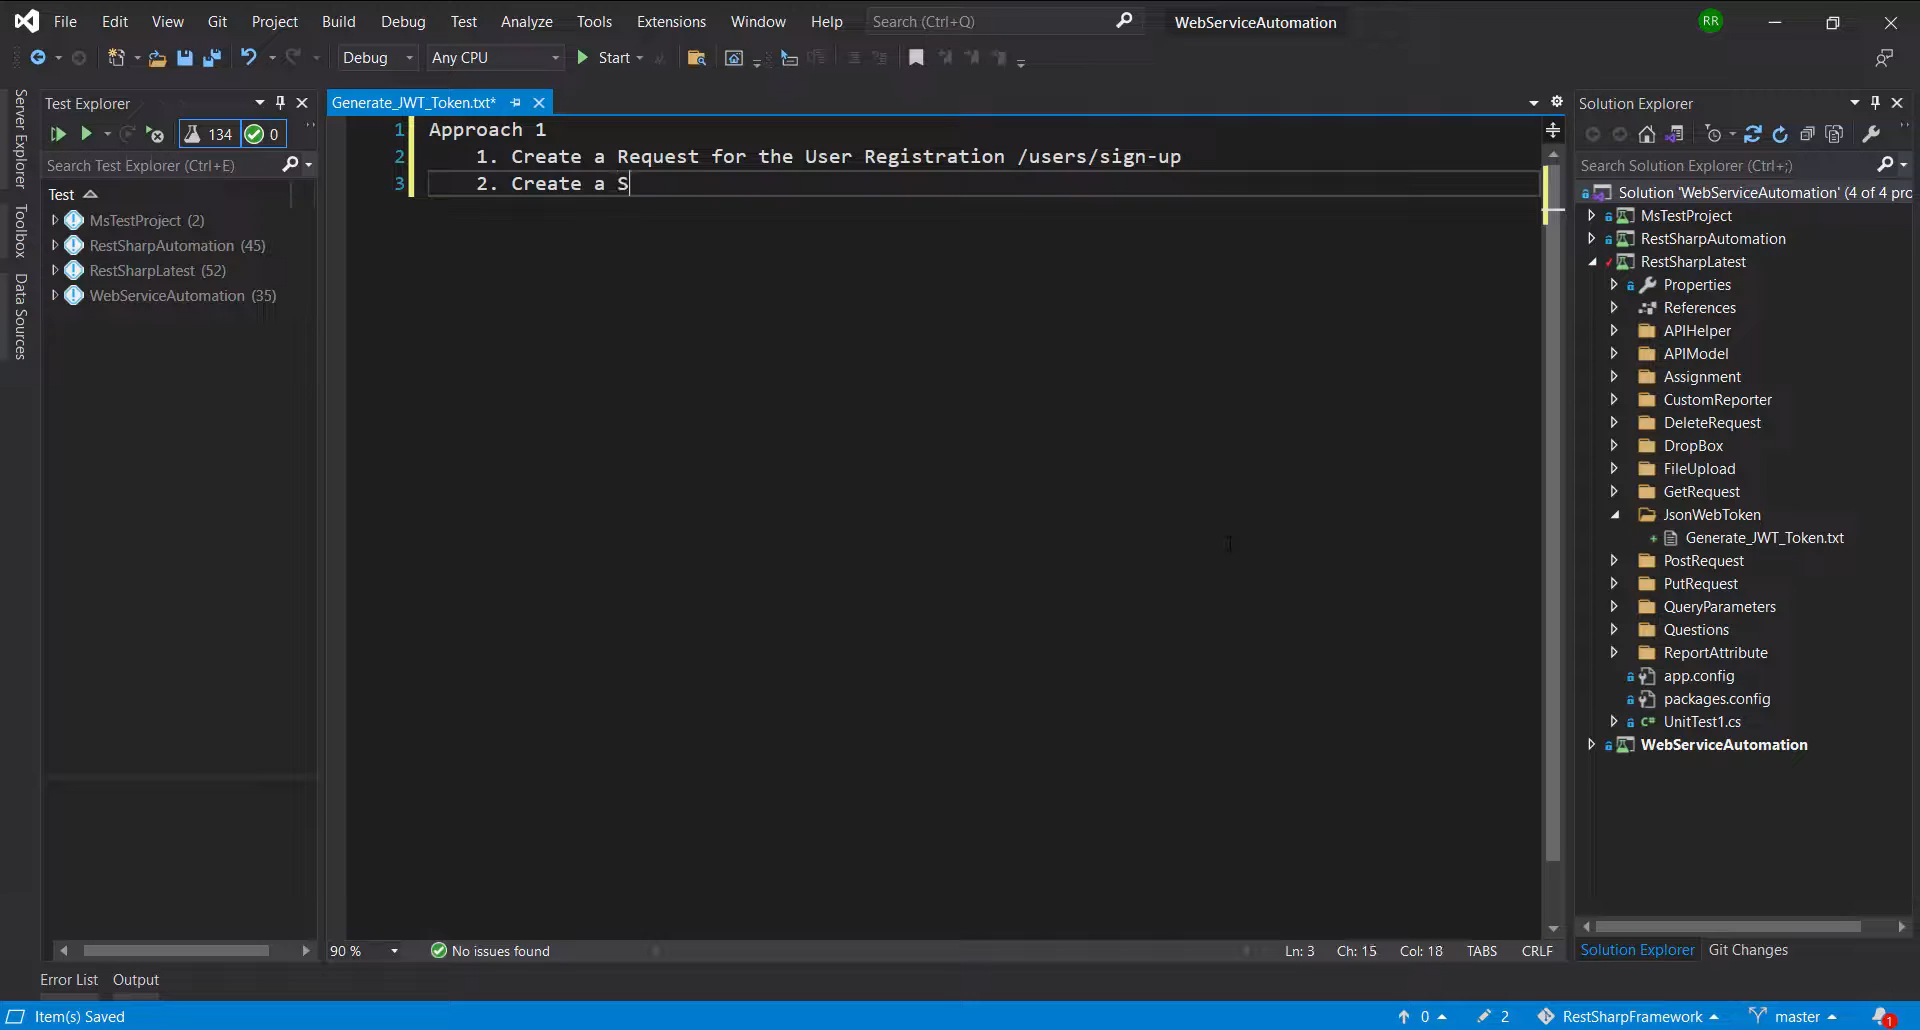 File Edit View Git Project Build Debug Test Analyze Tools Extensions Window Help Search (Ctrl+Q) WebServiceAutomation RR
Debug Any CPU Start
Server Explorer
Toolbox
Data Sources
Test Explorer
134 0
Search Test Explorer (Ctrl+E)
Test
MsTestProject (2)
RestSharpAutomation (45)
RestSharpLatest (52)
WebServiceAutomation (35)
Generate_JWT_Token.txt*
1 Approach 1
2 1. Create a Request for the User Registration /users/sign-up
3 2. Create a S
90 % No issues found Ln: 3 Ch: 15 Col: 18 TABS CRLF
Solution Explorer
Search Solution Explorer (Ctrl+;)
Solution 'WebServiceAutomation' (4 of 4 pro
MsTestProject
RestSharpAutomation
RestSharpLatest
Properties
References
APIHelper
APIModel
Assignment
CustomReporter
DeleteRequest
DropBox
FileUpload
GetRequest
JsonWebToken
Generate_JWT_Token.txt
PostRequest
PutRequest
QueryParameters
Questions
ReportAttribute
app.config
packages.config
UnitTest1.cs
WebServiceAutomation
Solution Explorer Git Changes
Error List Output
Item(s) Saved 0 2 RestSharpFramework master 1